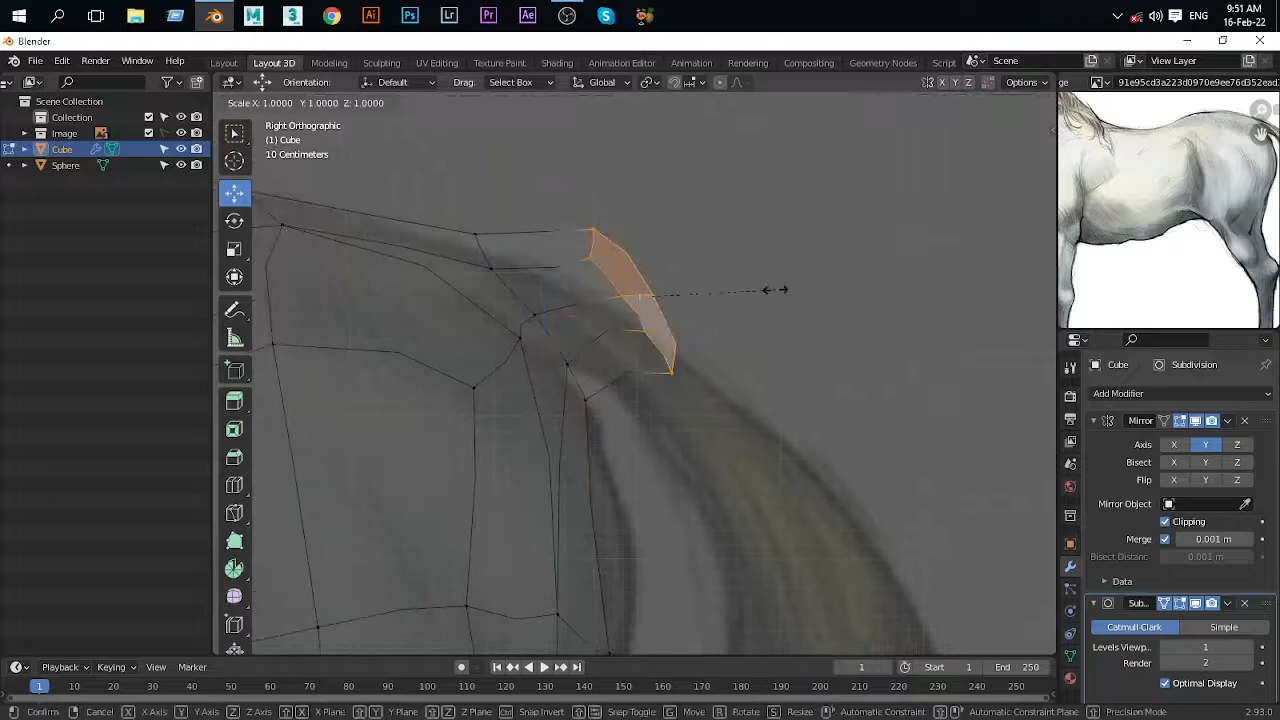 9:51 AM
ENG
16-Feb-22
Blender
File Edit Render Window Help
Layout Layout 3D Modeling Sculpting UV Editing Texture Paint Shading Animation Editor Animation Rendering Compositing Geometry Nodes Script
Scene
View Layer
Orientation: Default Drag: Select Box Global X Y Z Options
ge 91e95cd3a223d0970e9ee76d352ead
Scene Collection
Collection
Image
Cube
Sphere
Scale X: 1.0000 Y: 1.0000 Z: 1.0000
Right Orthographic
(1) Cube
10 Centimeters
Cube Subdivision
Add Modifier
Mirror
Axis X Y Z
Bisect X Y Z
Flip X Y Z
Mirror Object
Clipping
Merge 0.001 m
Bisect Distanc. 0.001 m
Data
Sub..
Catmull-Clark Simple
Levels Viewp.. 1
Render 2
Optimal Display
Playback Keying View Marker
1 Start 1 End 250
1 10 20 30 40 50 60 70 80 90 100 110 120 130 140 150 160 170 180 190 200 210 220 230 240 250
Confirm Cancel X X Axis Y Y Axis Z Z Axis X X Plane Y Y Plane Z Z Plane Ctrl Snap Invert Snap Toggle G Move R Rotate S Resize Automatic Constraint Automatic Constraint Plane Precision Mode 2.93.0